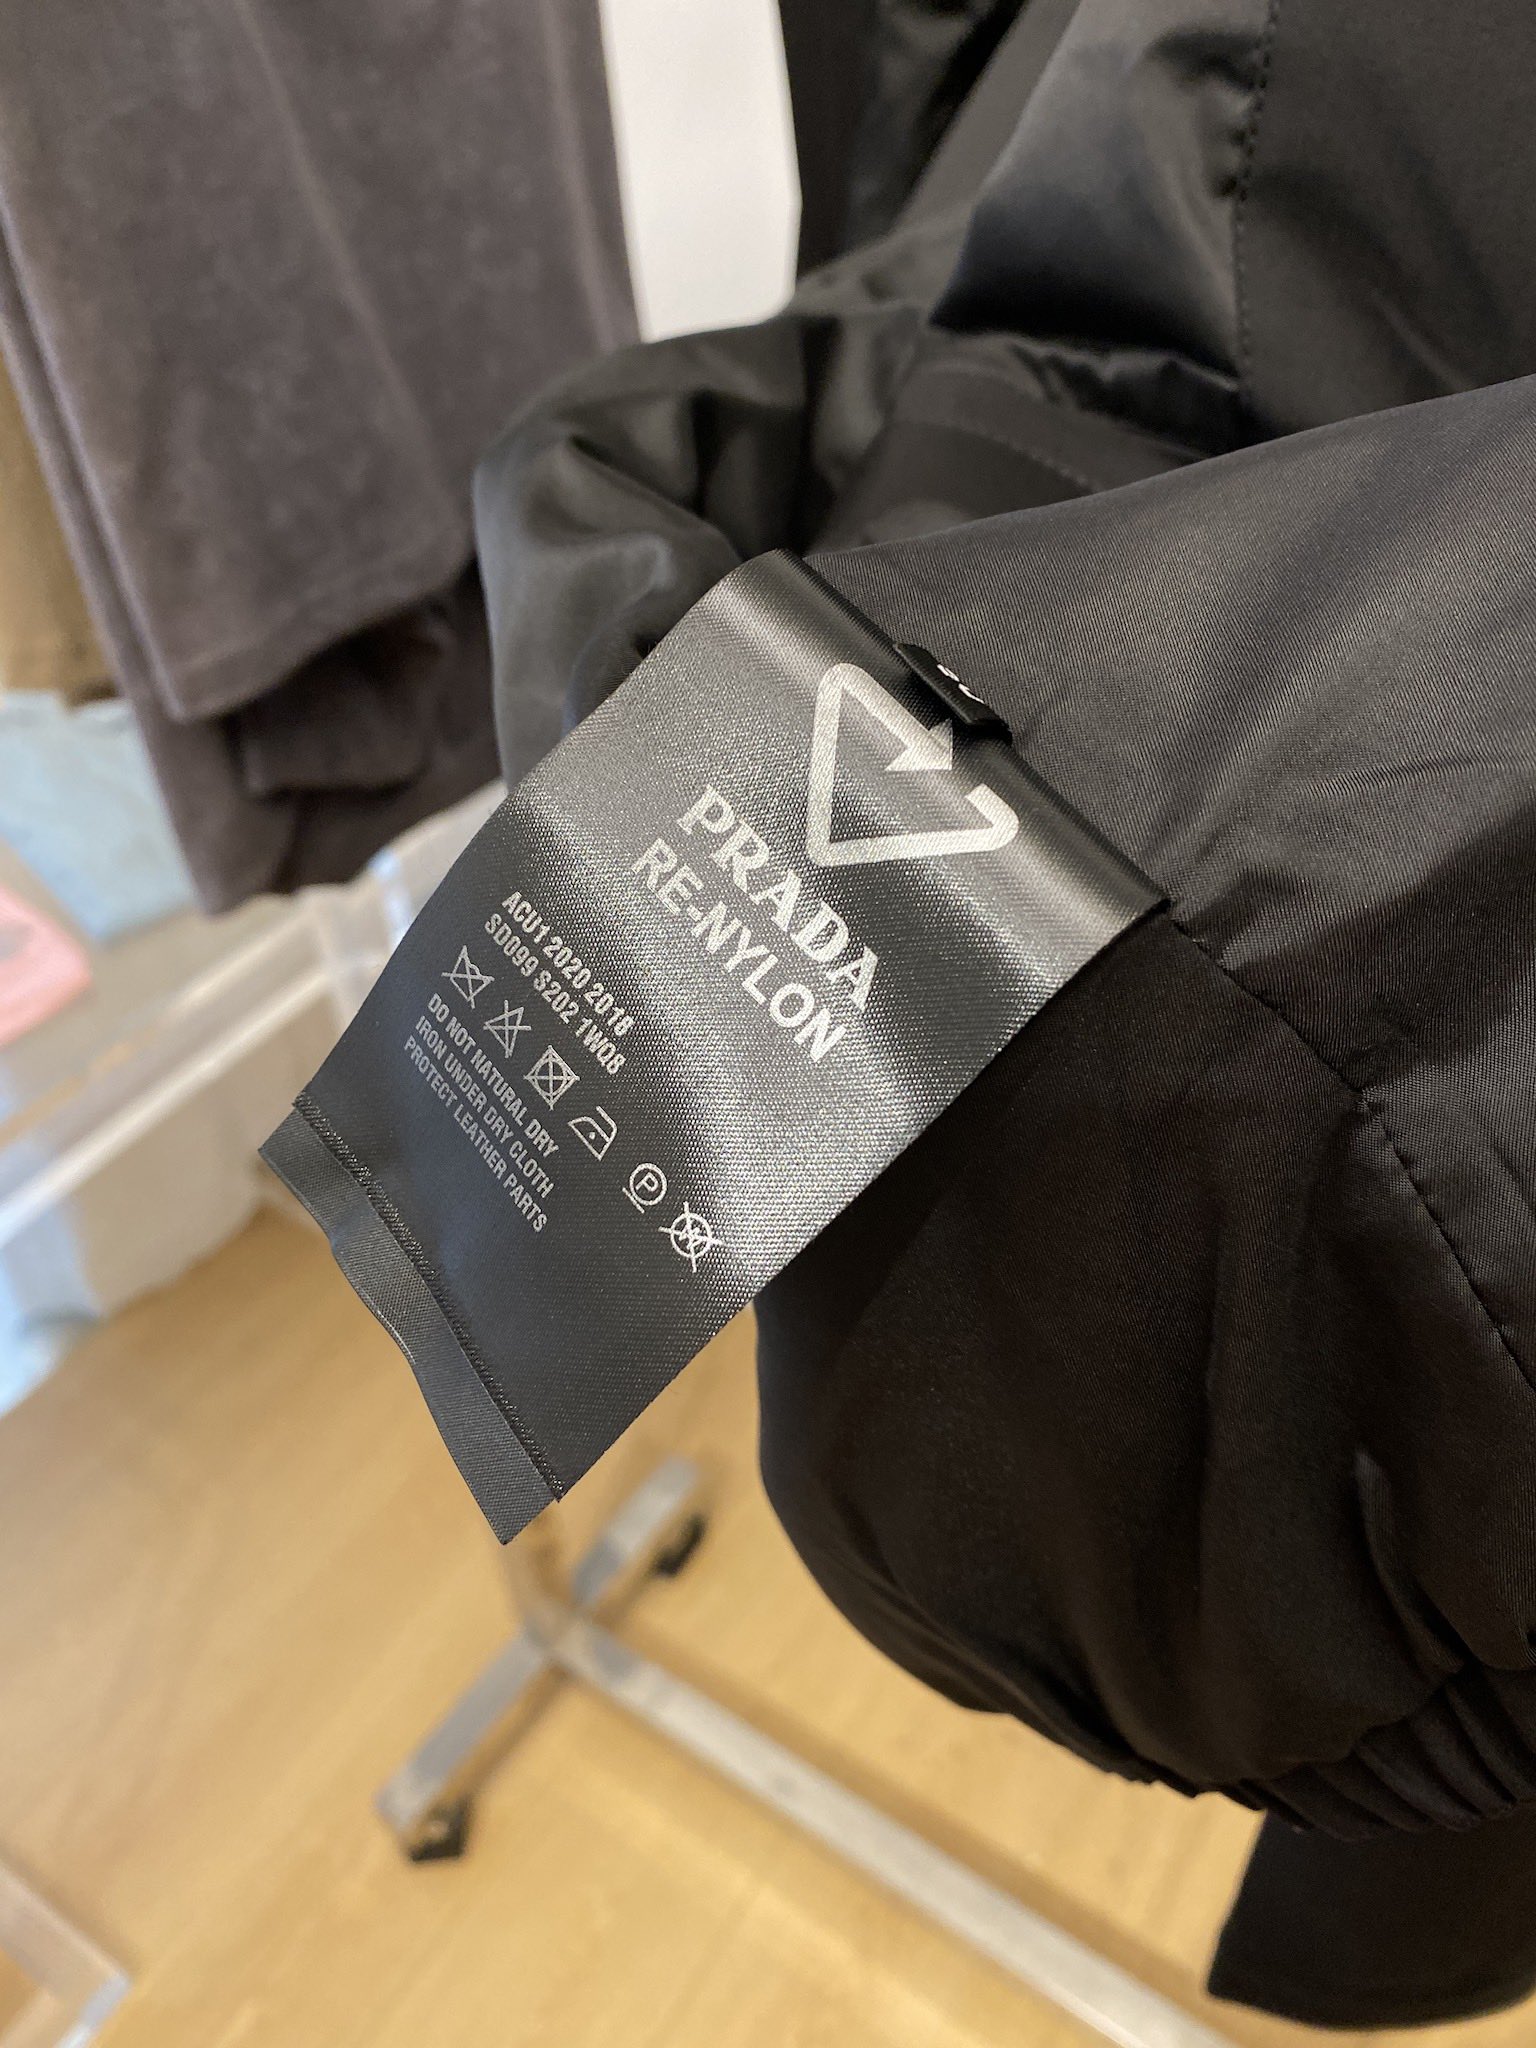 PRADA
RE-NYLON
ACU1 2020 2018
SD099 S202 1WQ8
P
DO NOT NATURAL DRY
IRON UNDER DRY CLOTH
PROTECT LEATHER PARTS